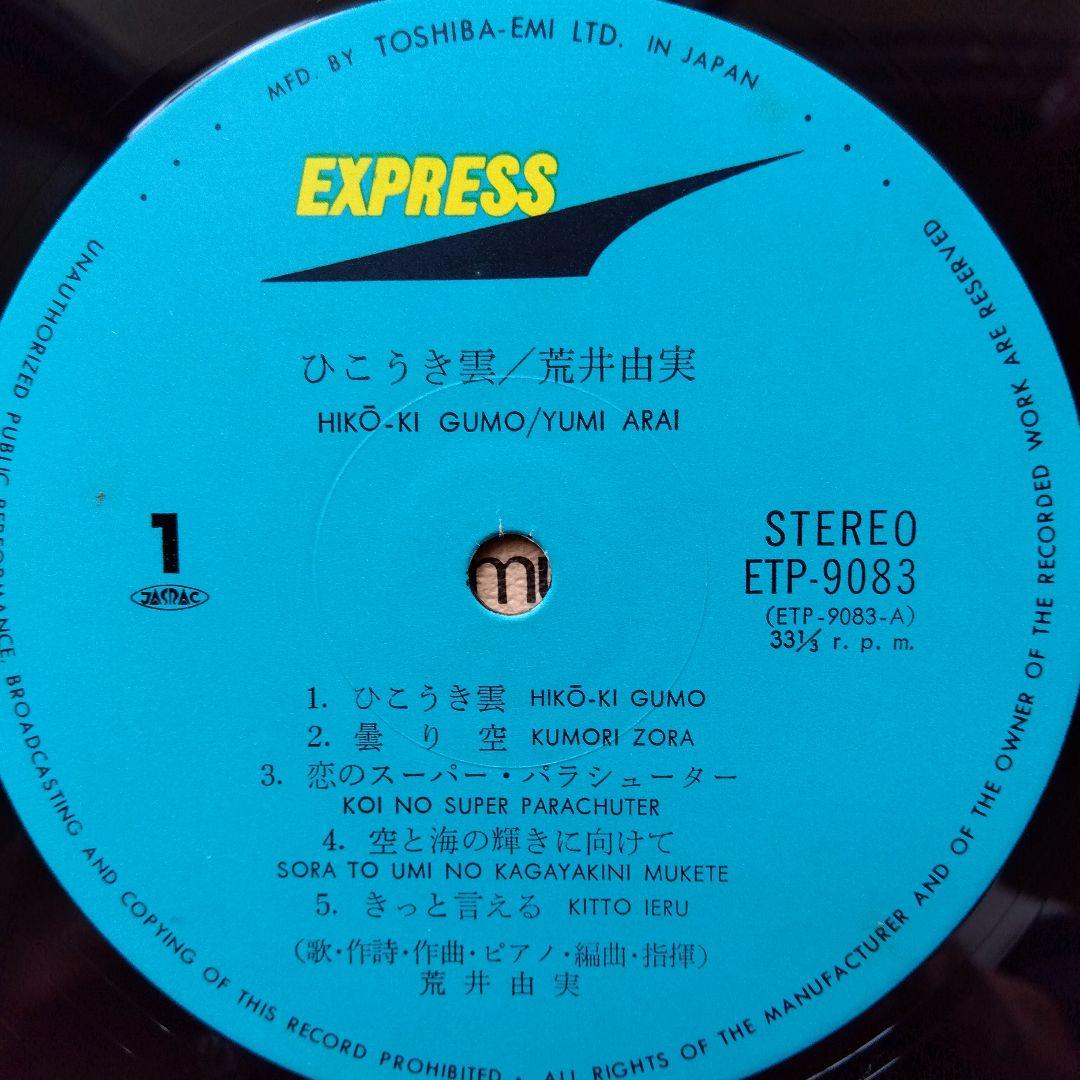 MFD. BY TOSHIBA-EMI LTD. IN JAPAN
EXPRESS
ひこうき雲／荒井由実
HIKŌ-KI GUMO/YUMI ARAI
1
JASRAC
STEREO
ETP-9083
(ETP-9083-A)
33⅓ r. p. m.
mu
1. ひこうき雲 HIKŌ-KI GUMO
2. 曇り空 KUMORI ZORA
3. 恋のスーパー・パラシューター
KOI NO SUPER PARACHUTER
4. 空と海の輝きに向けて
SORA TO UMI NO KAGAYAKINI MUKETE
5. きっと言える KITTO IERU
(歌・作詩・作曲・ピアノ・編曲・指揮)
荒井由実
UNAUTHORIZED PUBLIC PERFORMANCE, BROADCASTING AND COPYING OF THIS RECORD PROHIBITED · ALL RIGHTS OF THE MANUFACTURER AND OF THE OWNER OF THE RECORDED WORK ARE RESERVED